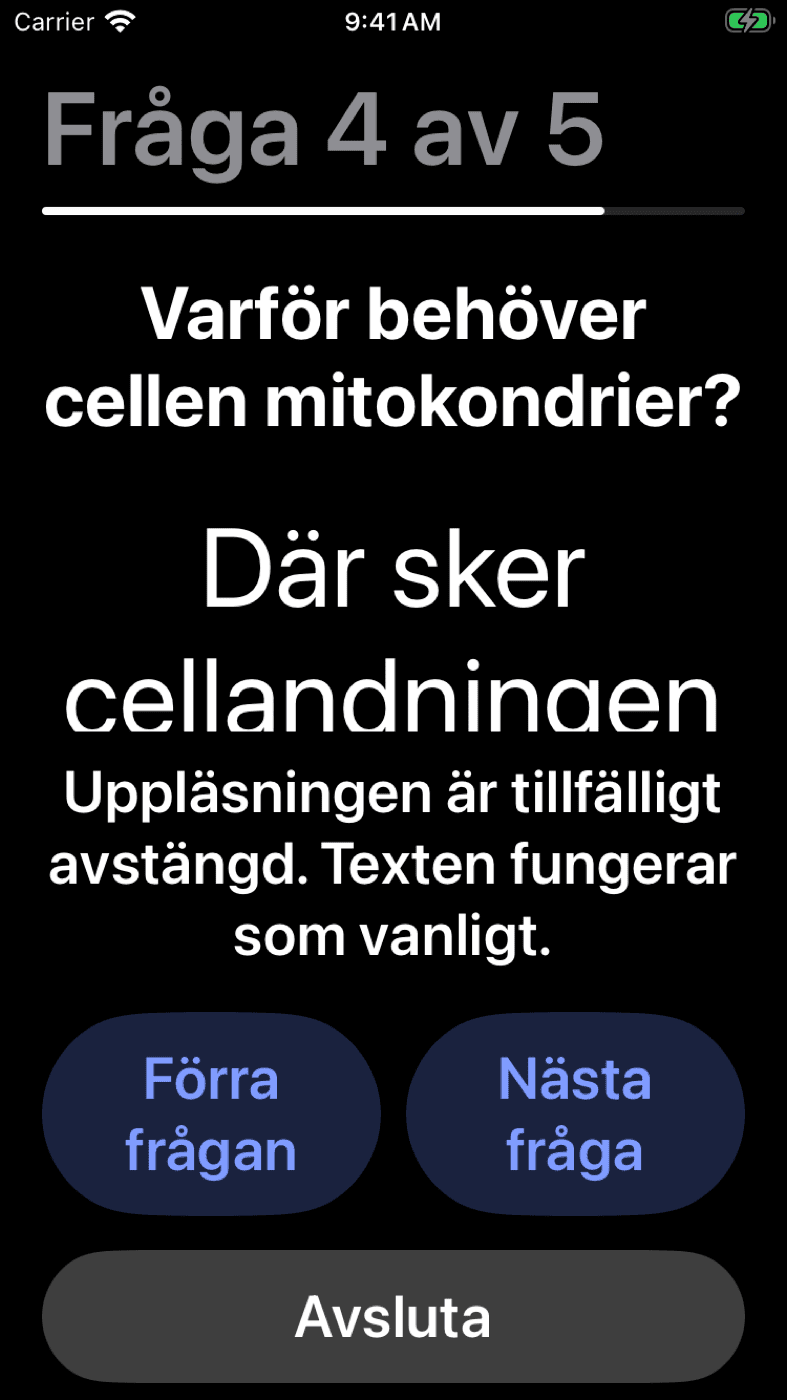 Carrier
9:41 AM
Fråga 4 av 5
Varför behöver
cellen mitokondrier?
Där sker
cellandningen
Uppläsningen är tillfälligt
avstängd. Texten fungerar
som vanligt.
Förra
frågan
Nästa
fråga
Avsluta